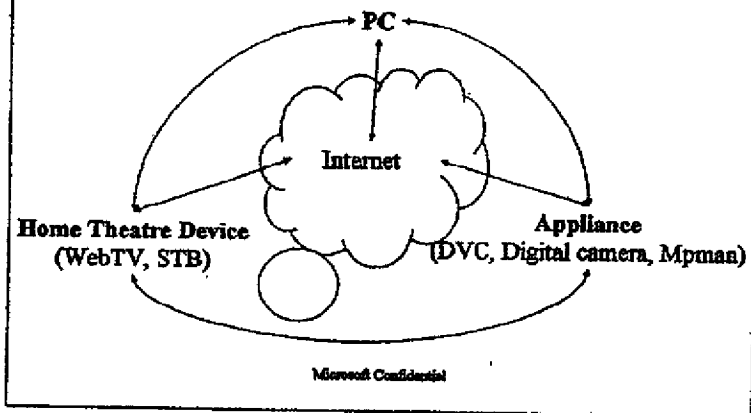 PC
Internet
Home Theatre Device
(WebTV, STB)
Appliance
(DVC, Digital camera, Mpman)
Microsoft Confidential